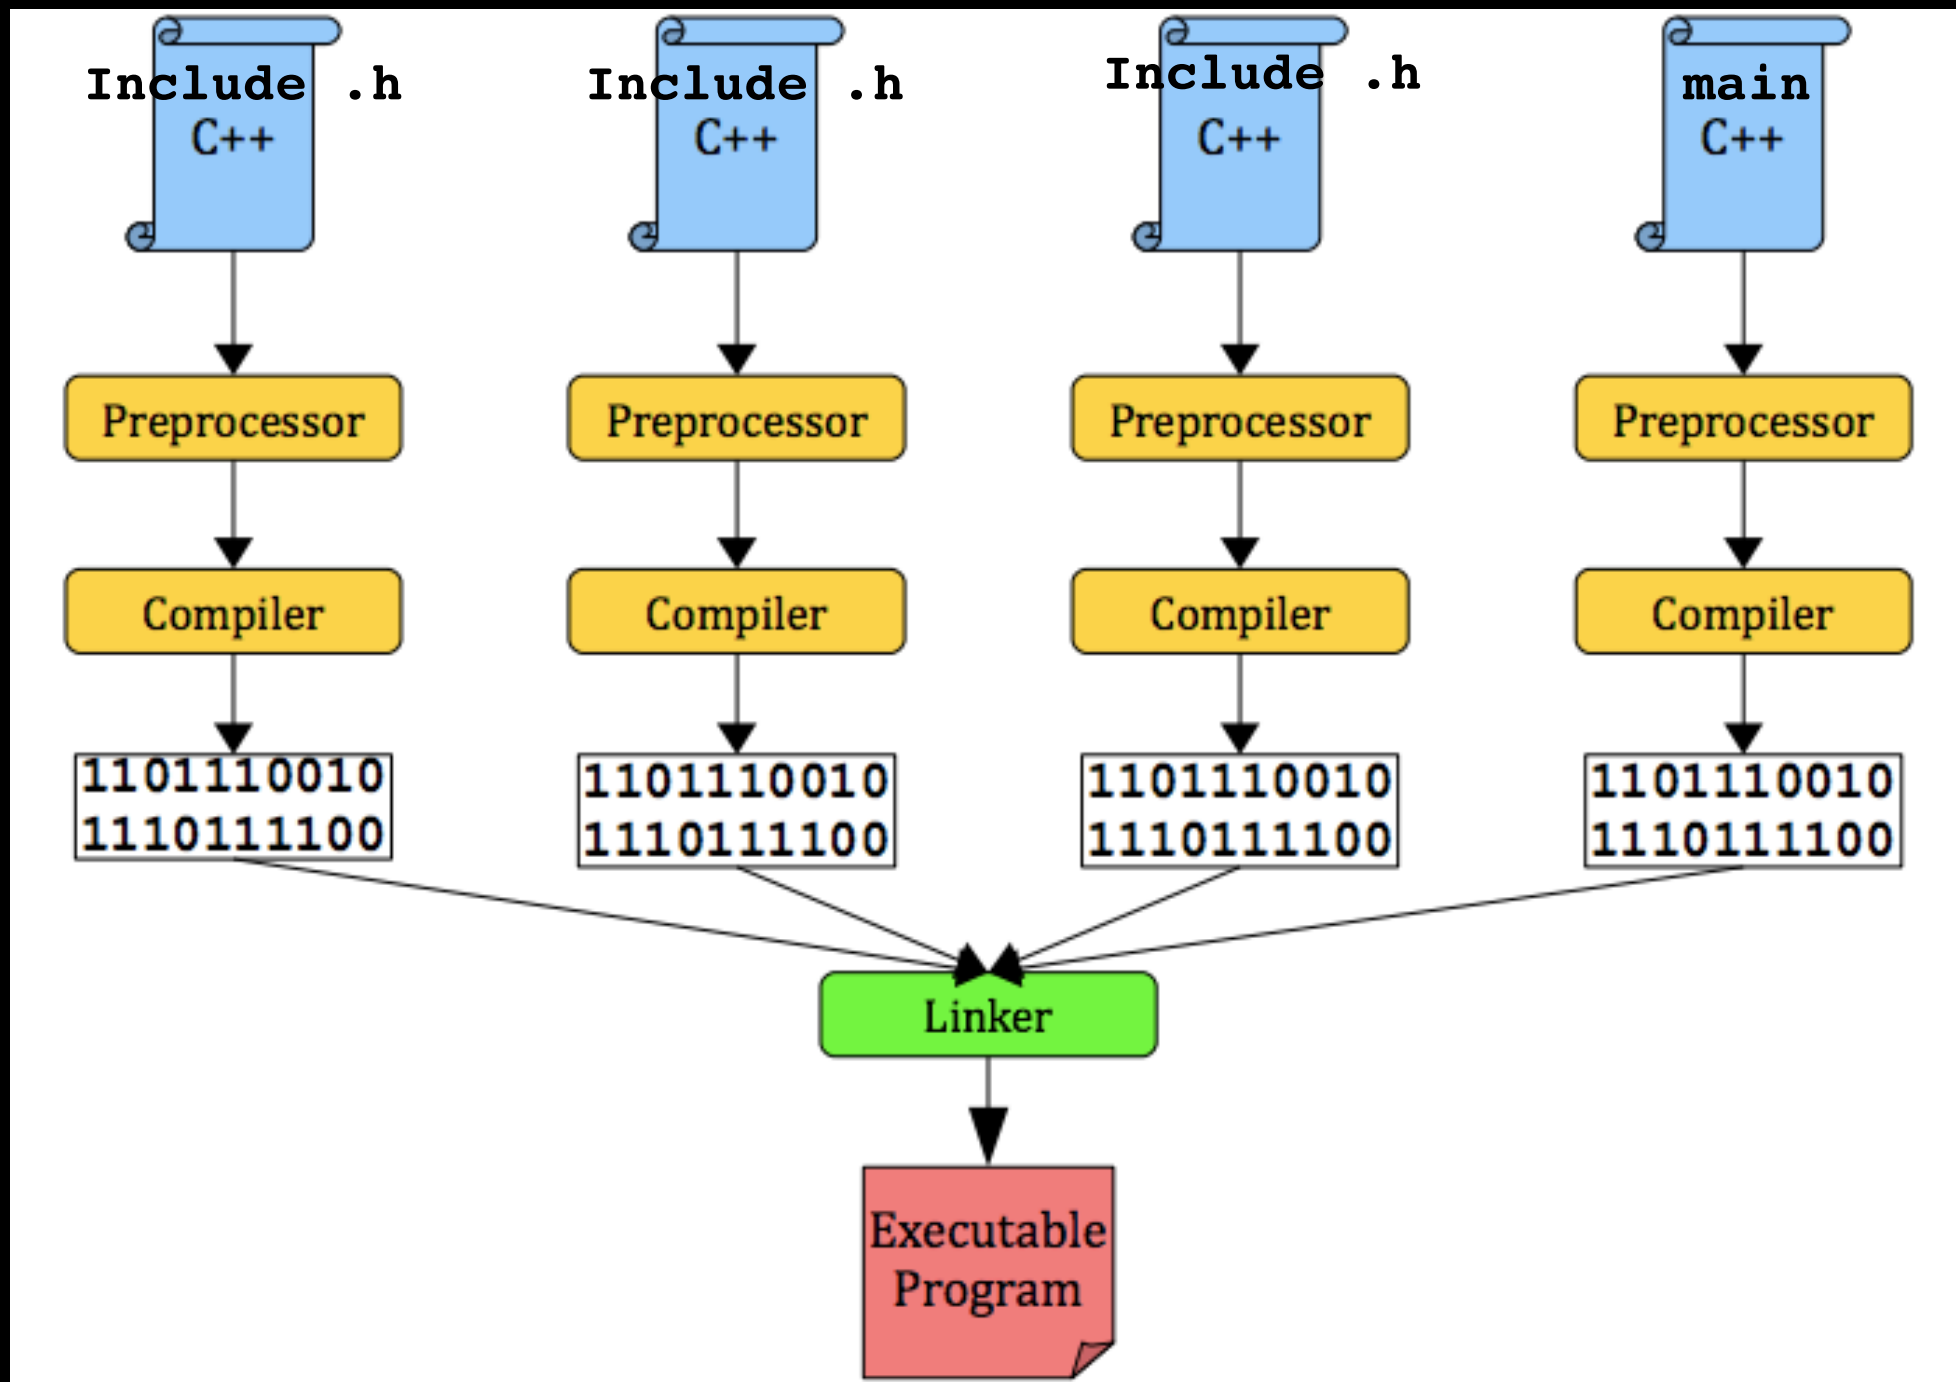 Include .h
C++
Include .h
C++
Include .h
C++
main
C++
Preprocessor
Preprocessor
Preprocessor
Preprocessor
Compiler
Compiler
Compiler
Compiler
1101110010
1110111100
1101110010
1110111100
1101110010
1110111100
1101110010
1110111100
Linker
Executable
Program